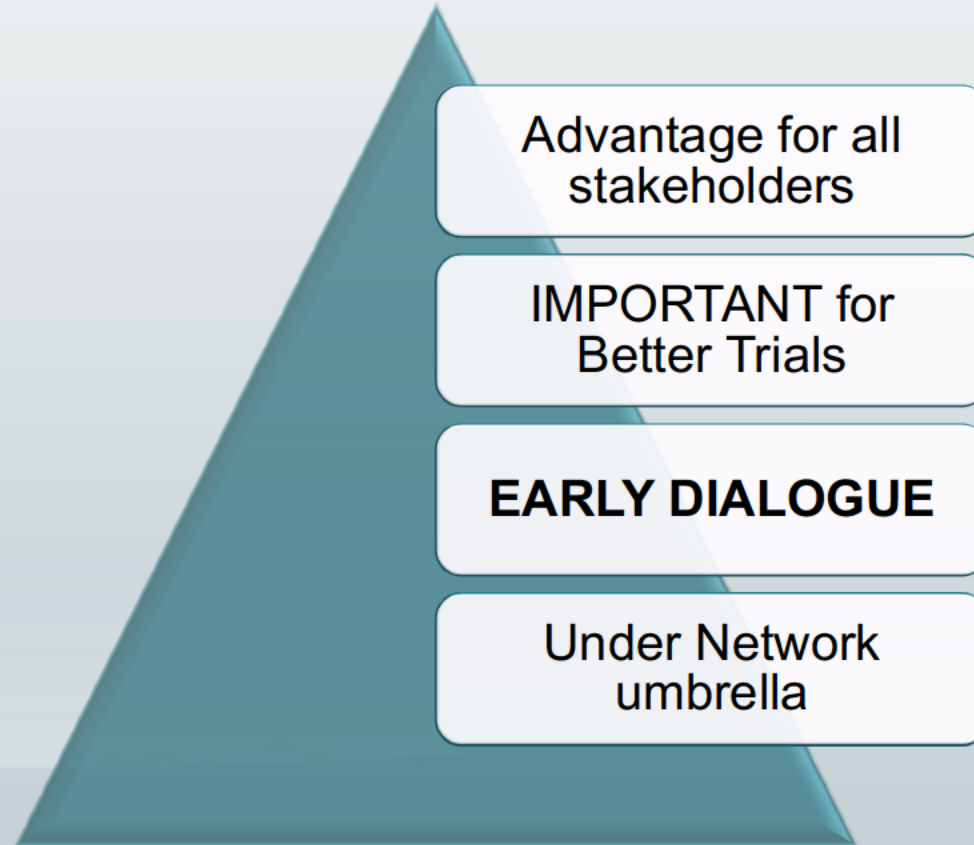 Advantage for all
stakeholders
IMPORTANT for
Better Trials
EARLY DIALOGUE
Under Network
umbrella